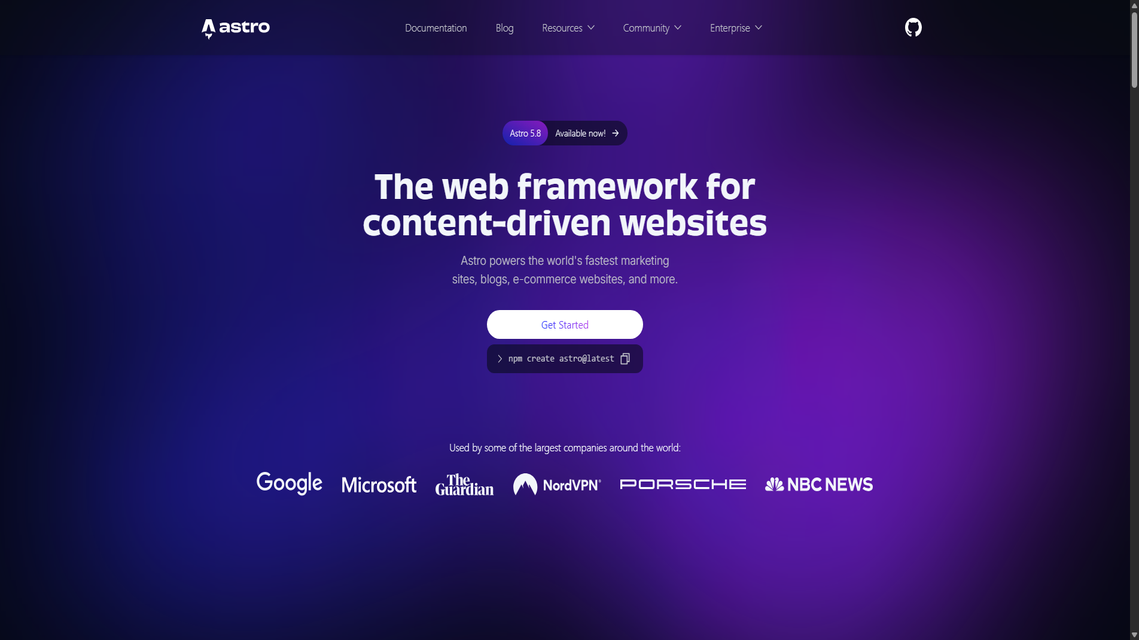 astro
Documentation Blog Resources Community Enterprise
Astro 5.8 Available now! →
The web framework for
content-driven websites
Astro powers the world's fastest marketing
sites, blogs, e-commerce websites, and more.
Get Started
> npm create astro@latest
Used by some of the largest companies around the world:
Google Microsoft The Guardian NordVPN® PORSCHE NBC NEWS